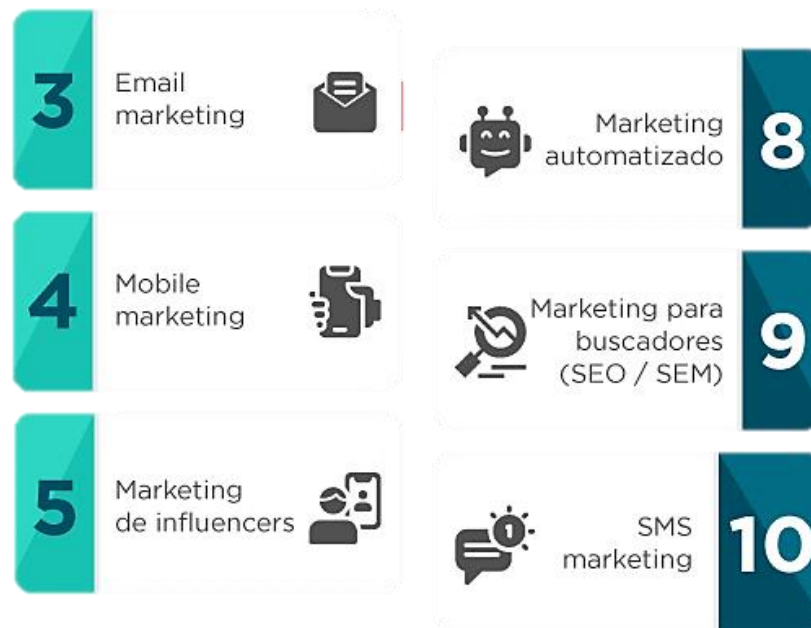 3
Email
marketing
4
Mobile
marketing
5
Marketing
de influencers
Marketing
automatizado
8
Marketing para
buscadores
(SEO / SEM)
9
1
SMS
marketing
10